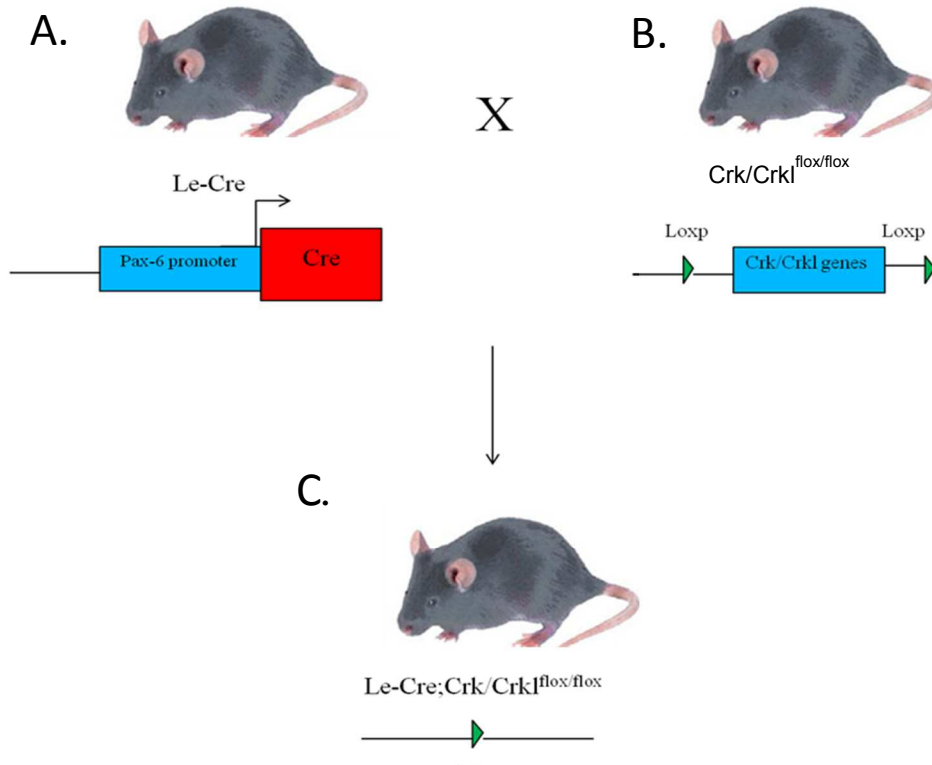 A.
B.
X
Crk/Crkl^flox/flox
Le-Cre
Loxp
Loxp
Pax-6 promoter
Cre
Crk/Crkl genes
C.
Le-Cre;Crk/Crkl^flox/flox